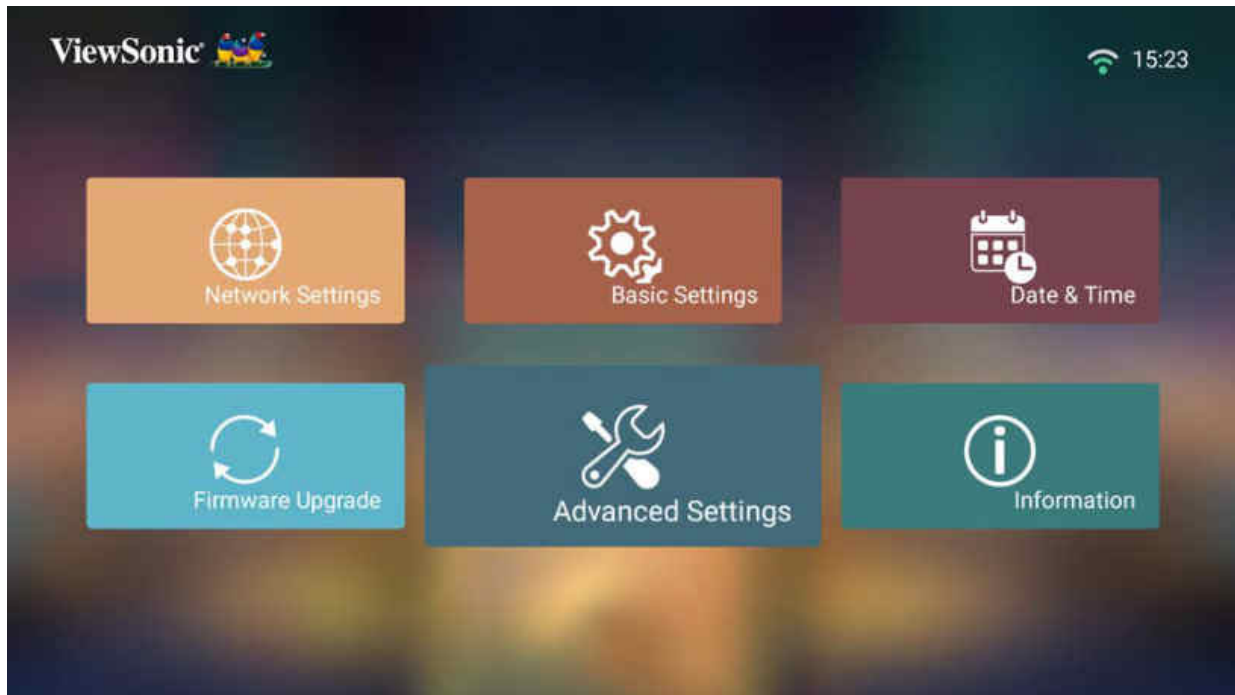 ViewSonic
15:23
Network Settings
Basic Settings
Date & Time
Firmware Upgrade
Advanced Settings
Information